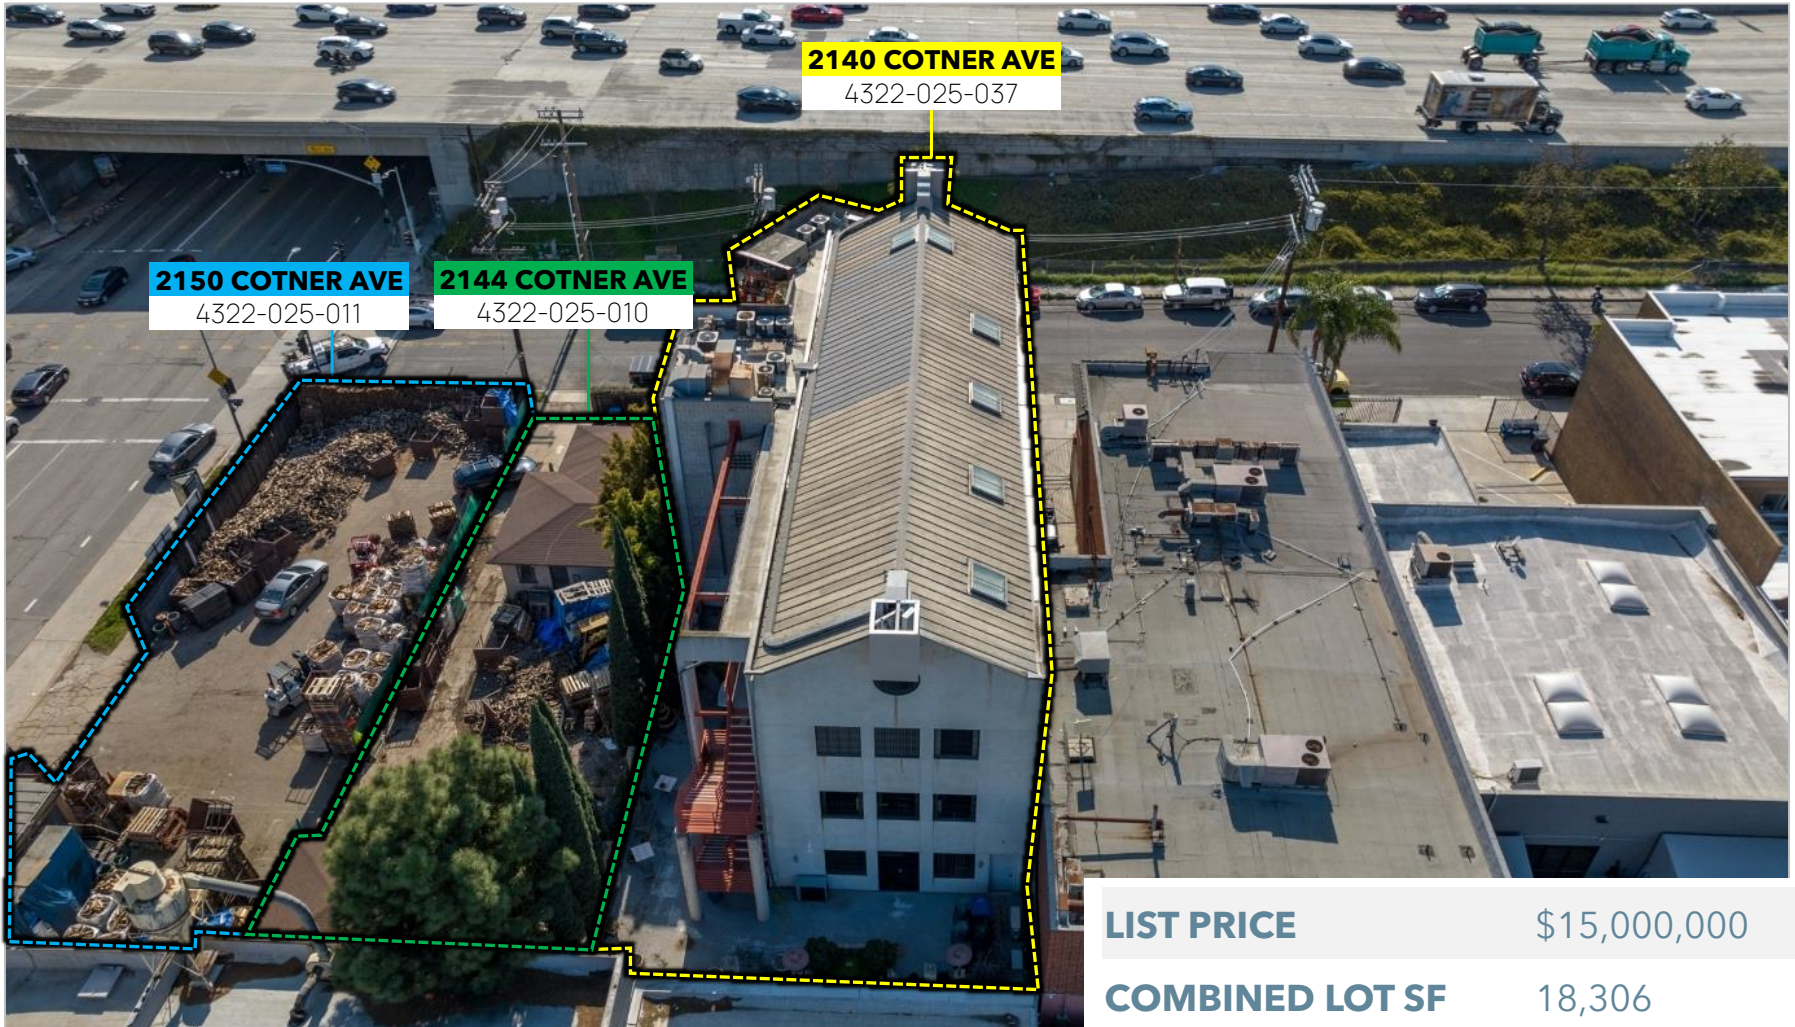 2140 COTNER AVE
4322-025-037
2150 COTNER AVE
4322-025-011
2144 COTNER AVE
4322-025-010
LIST PRICE $15,000,000
COMBINED LOT SF 18,306